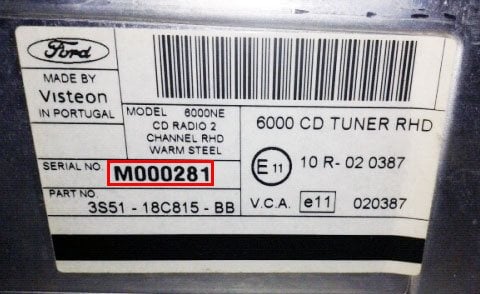 Ford
MADE BY
Visteon
IN PORTUGAL
MODEL 6000NE
CD RADIO 2
CHANNEL RHD
WARM STEEL
6000 CD TUNER RHD
SERIAL NO. M000281
E11 10 R- 02 0387
PART NO.
3S51 - 18C815 - BB
V.C.A. e11 020387